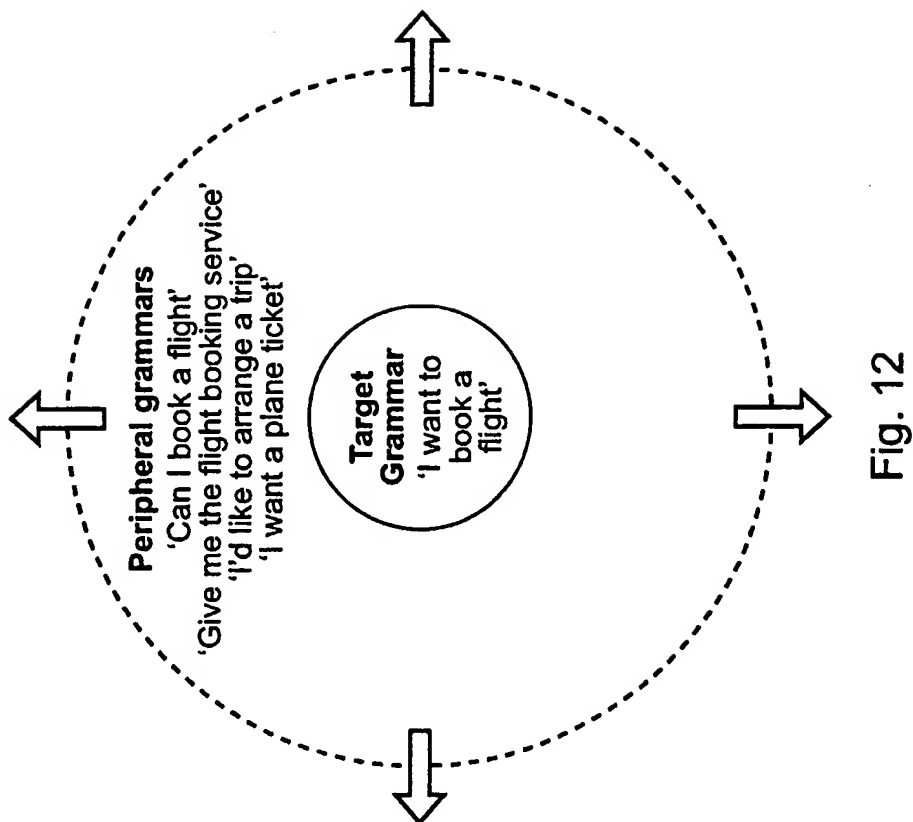 Peripheral grammars
‘Can I book a flight’
‘Give me the flight booking service’
‘I'd like to arrange a trip’
‘I want a plane ticket’
Target
Grammar
‘I want to
book a
flight’
Fig. 12